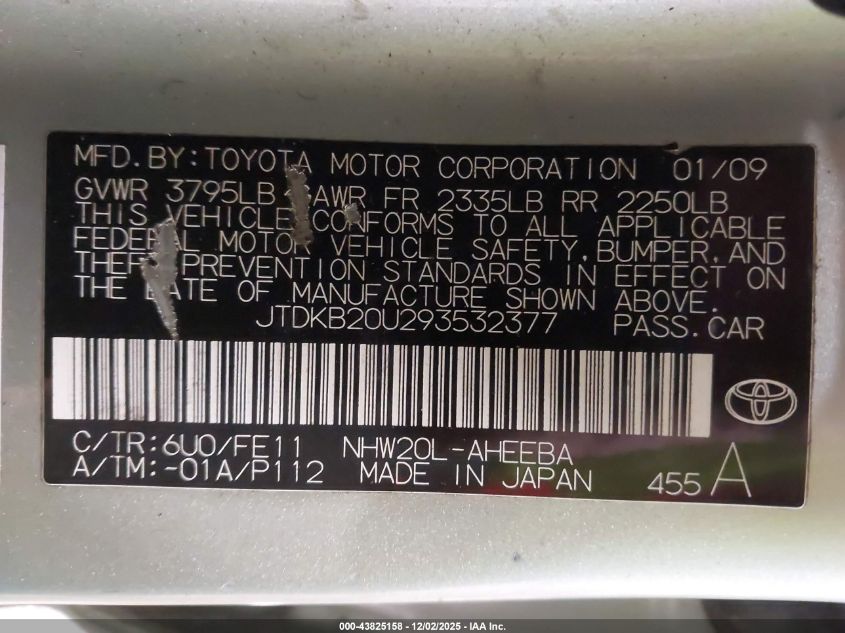 MFD.BY:TOYOTA MOTOR CORPORATION 01/09
GVWR 3795LB GAWR FR 2335LB RR 2250LB
THIS VEHICLE CONFORMS TO ALL APPLICABLE
FEDERAL MOTOR VEHICLE SAFETY,BUMPER,AND
THEFT PREVENTION STANDARDS IN EFFECT ON
THE DATE OF MANUFACTURE SHOWN ABOVE.
JTDKB20U293532377 PASS.CAR
C/TR:6U0/FE11 NHW20L-AHEEBA
A/TM:-01A/P112 MADE IN JAPAN 455 A
000-43825158 - 12/02/2025 - IAA Inc.